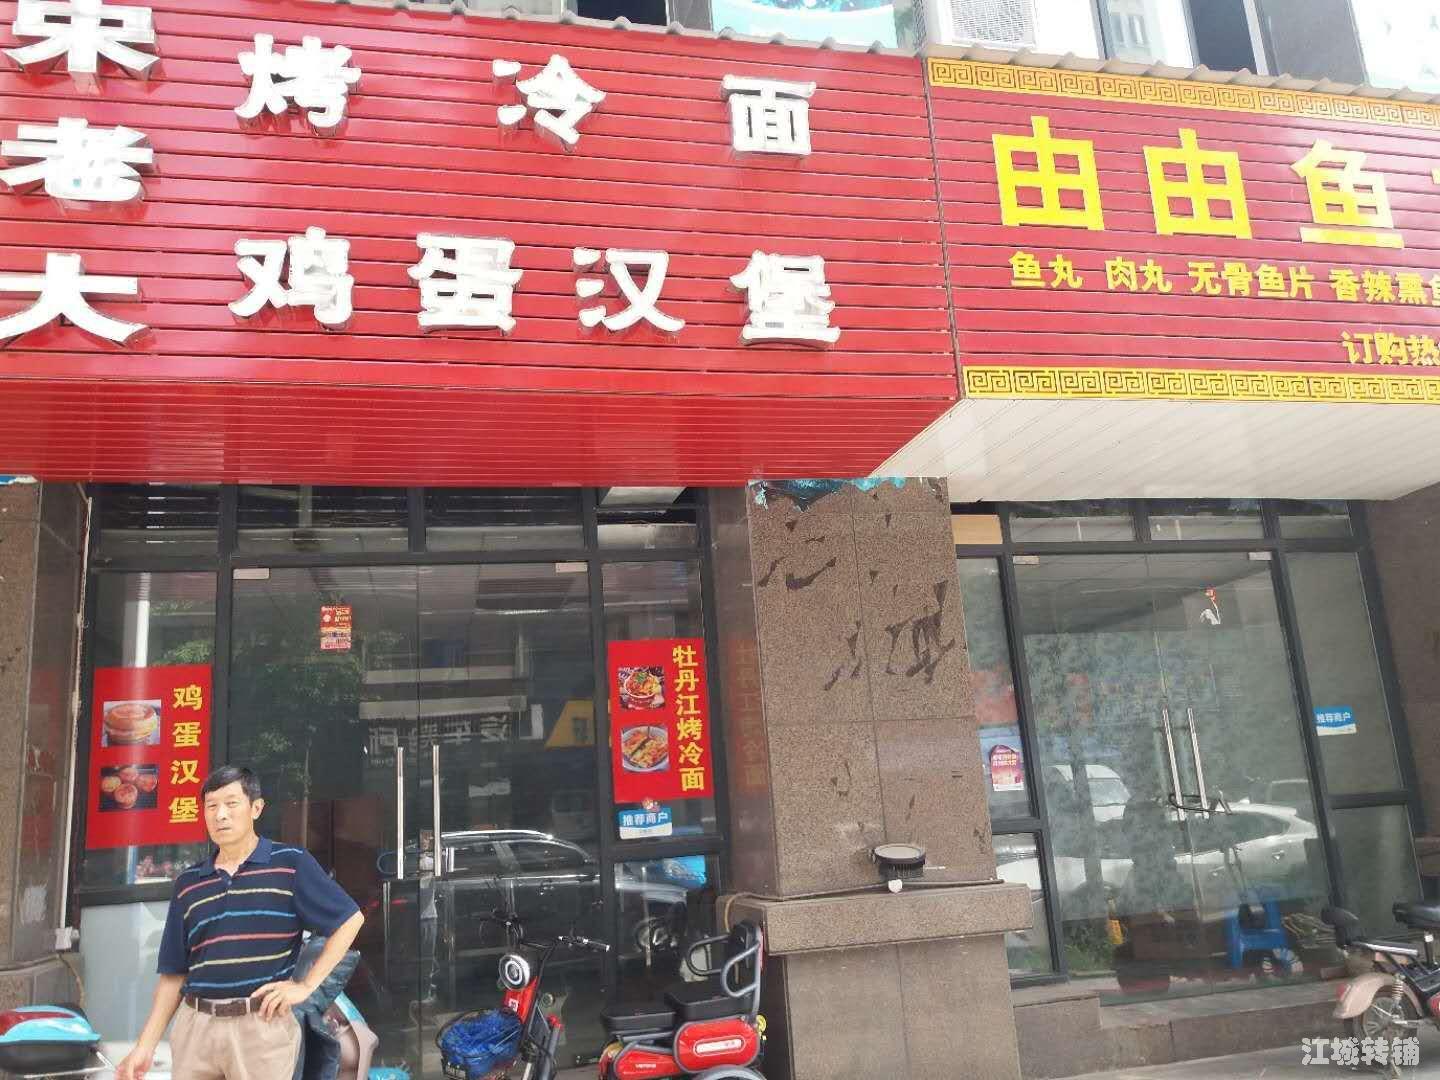 宋老大
烤冷面
鸡蛋汉堡
由由鱼
鱼丸 肉丸 无骨鱼片 香辣熏鱼
订购热
鸡蛋汉堡
牡丹江烤冷面
推荐商户
推荐商户
江城转铺